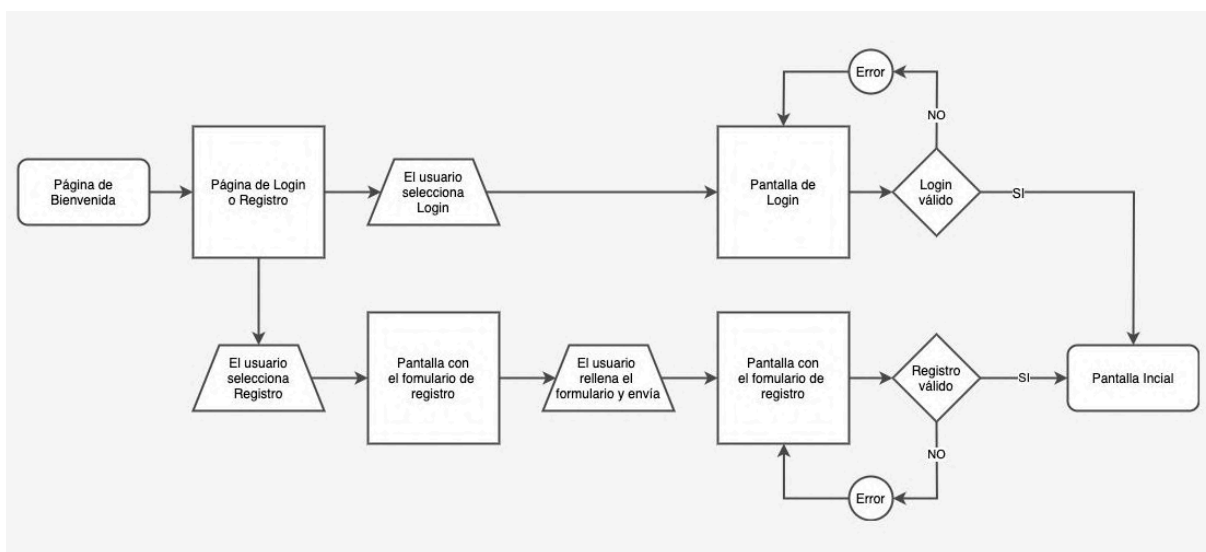 Error
NO
Página de
Bienvenida
Página de Login
o Registro
El usuario
selecciona
Login
Pantalla de
Login
Login
válido
SI
El usuario
selecciona
Registro
Pantalla con
el fomulario de
registro
El usuario
rellena el
formulario y envía
Pantalla con
el fomulario de
registro
Registro
válido
SI
Pantalla Incial
NO
Error